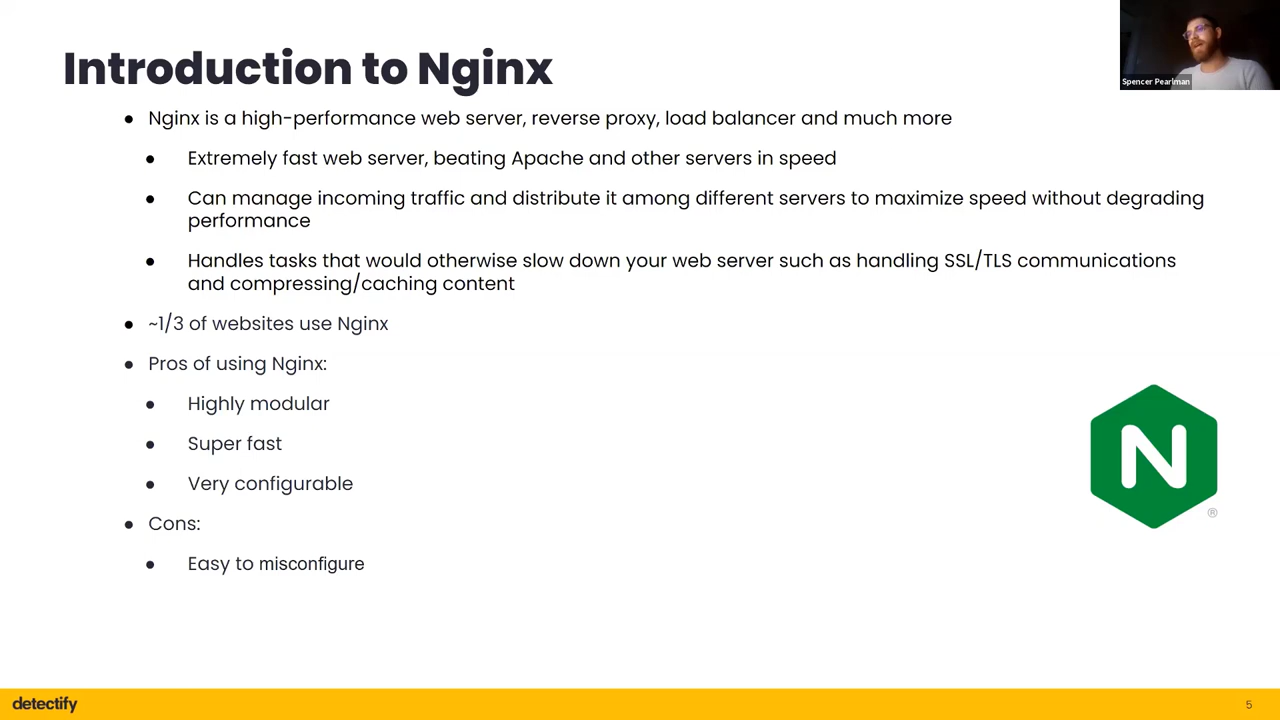 Spencer Pearlman
Introduction to Nginx
● Nginx is a high-performance web server, reverse proxy, load balancer and much more
● Extremely fast web server, beating Apache and other servers in speed
● Can manage incoming traffic and distribute it among different servers to maximize speed without degrading
performance
● Handles tasks that would otherwise slow down your web server such as handling SSL/TLS communications
and compressing/caching content
● ~1/3 of websites use Nginx
● Pros of using Nginx:
● Highly modular
● Super fast
● Very configurable
● Cons:
● Easy to misconfigure
N
®
detectify
5